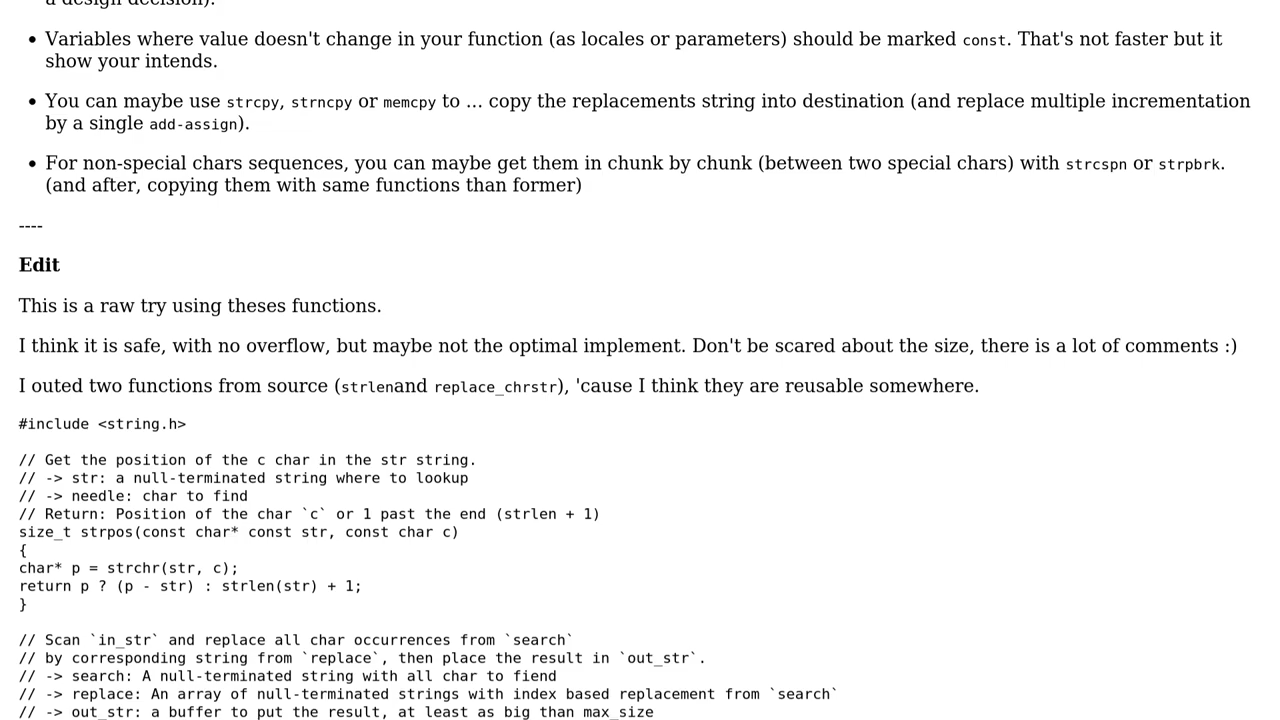 a design decision).
• Variables where value doesn't change in your function (as locales or parameters) should be marked const. That's not faster but it
show your intends.
• You can maybe use strcpy, strncpy or memcpy to ... copy the replacements string into destination (and replace multiple incrementation
by a single add-assign).
• For non-special chars sequences, you can maybe get them in chunk by chunk (between two special chars) with strcspn or strpbrk.
(and after, copying them with same functions than former)
----
Edit
This is a raw try using theses functions.
I think it is safe, with no overflow, but maybe not the optimal implement. Don't be scared about the size, there is a lot of comments :)
I outed two functions from source (strlenand replace_chrstr), 'cause I think they are reusable somewhere.
#include <string.h>
// Get the position of the c char in the str string.
// -> str: a null-terminated string where to lookup
// -> needle: char to find
// Return: Position of the char `c` or 1 past the end (strlen + 1)
size_t strpos(const char* const str, const char c)
{
char* p = strchr(str, c);
return p ? (p - str) : strlen(str) + 1;
}
// Scan `in_str` and replace all char occurrences from `search`
// by corresponding string from `replace`, then place the result in `out_str`.
// -> search: A null-terminated string with all char to fiend
// -> replace: An array of null-terminated strings with index based replacement from `search`
// -> out_str: a buffer to put the result, at least as big than max_size